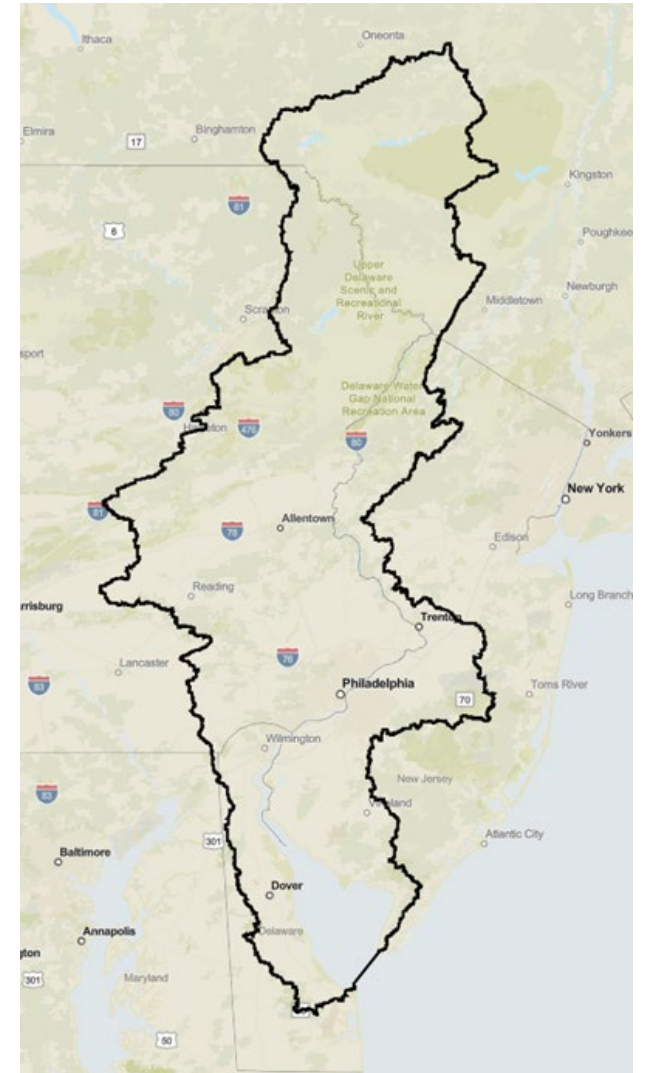 Ithaca
Oneonta
Elmira
17
Binghamton
Kingston
81
6
Poughkee
Upper
Delaware
Scenic and
Recreational
River
Newburgh
Middletown
Scranton
sport
Delaware Water
Gap National
Recreation Area
80
Hazleton
476
80
Yonkers
New York
81
Allentown
78
Edison
Reading
Long Branch
rrisburg
Trenton
Lancaster
76
83
Philadelphia
70
Toms River
Wilmington
New Jersey
83
Vineland
301
Atlantic City
Baltimore
Dover
Annapolis
Delaware
gton
301
Maryland
50